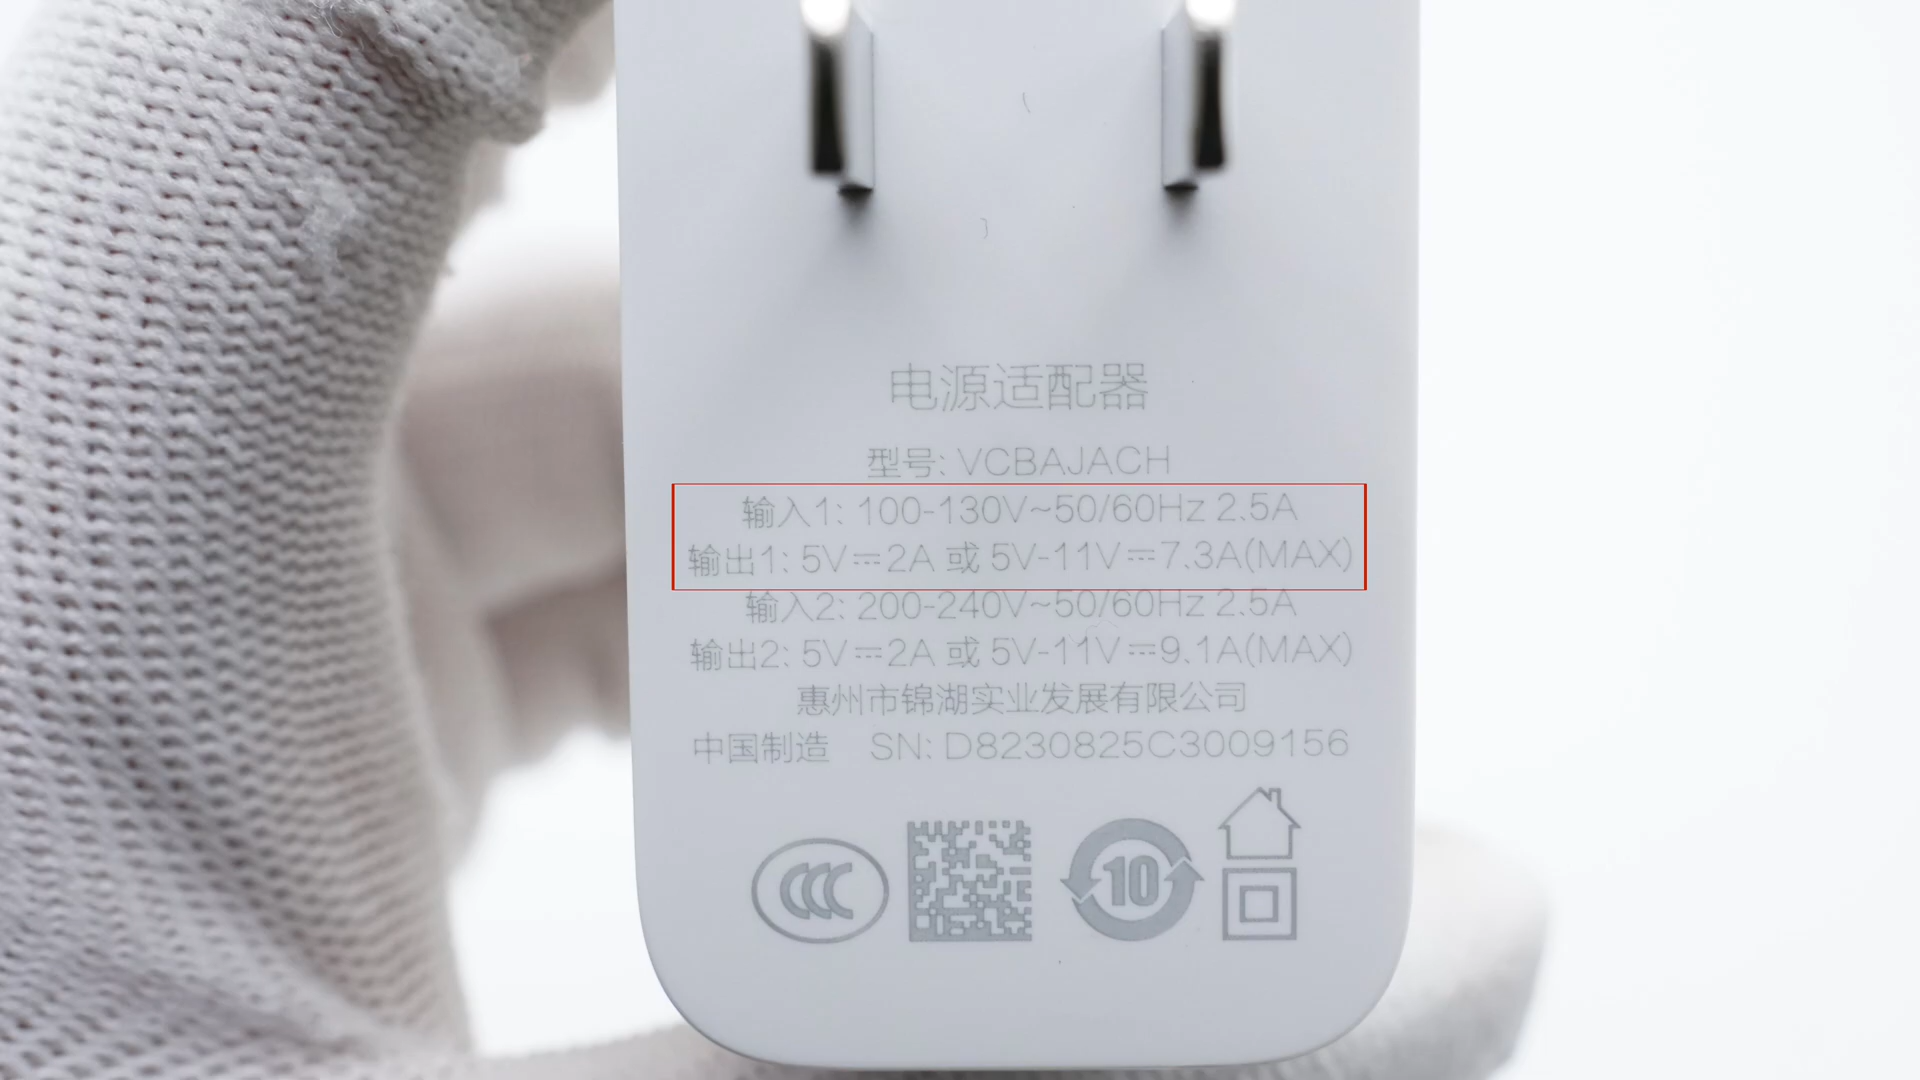 电源适配器
型号: VCBAJACH
输入1: 100-130V~50/60Hz 2.5A
输出1: 5V⎓2A 或 5V-11V⎓7.3A(MAX)
输入2: 200-240V~50/60Hz 2.5A
输出2: 5V⎓2A 或 5V-11V⎓9.1A(MAX)
惠州市锦湖实业发展有限公司
中国制造 SN: D8230825C3009156
CCC
10